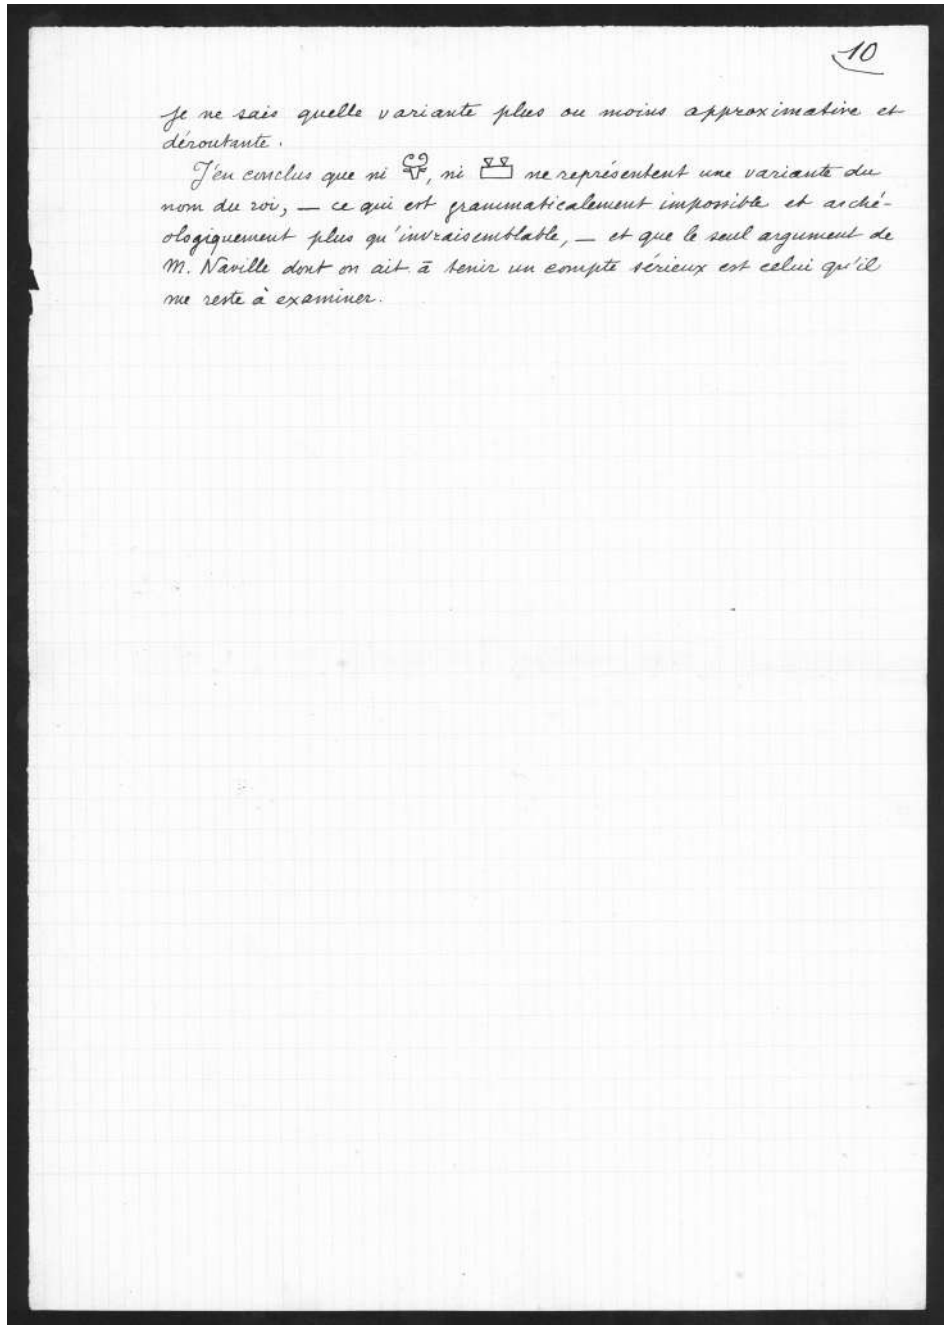 10
je ne sais quelle variante plus ou moins approximative et
déroutante.
J'en conclus que ni , ni ne représentent une variante du
nom du roi, — ce qui est grammaticalement impossible et arché-
ologiquement plus qu'invraisemblable, — et que le seul argument de
M. Naville dont on ait à tenir un compte sérieux est celui qu'il
me reste à examiner.